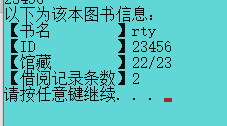 23456
以下为该本图书信息：
【书名　　　　】rty
【ID　　　　　】23456
【馆藏　　　　】22/23
【借阅记录条数】2
请按任意键继续. . .